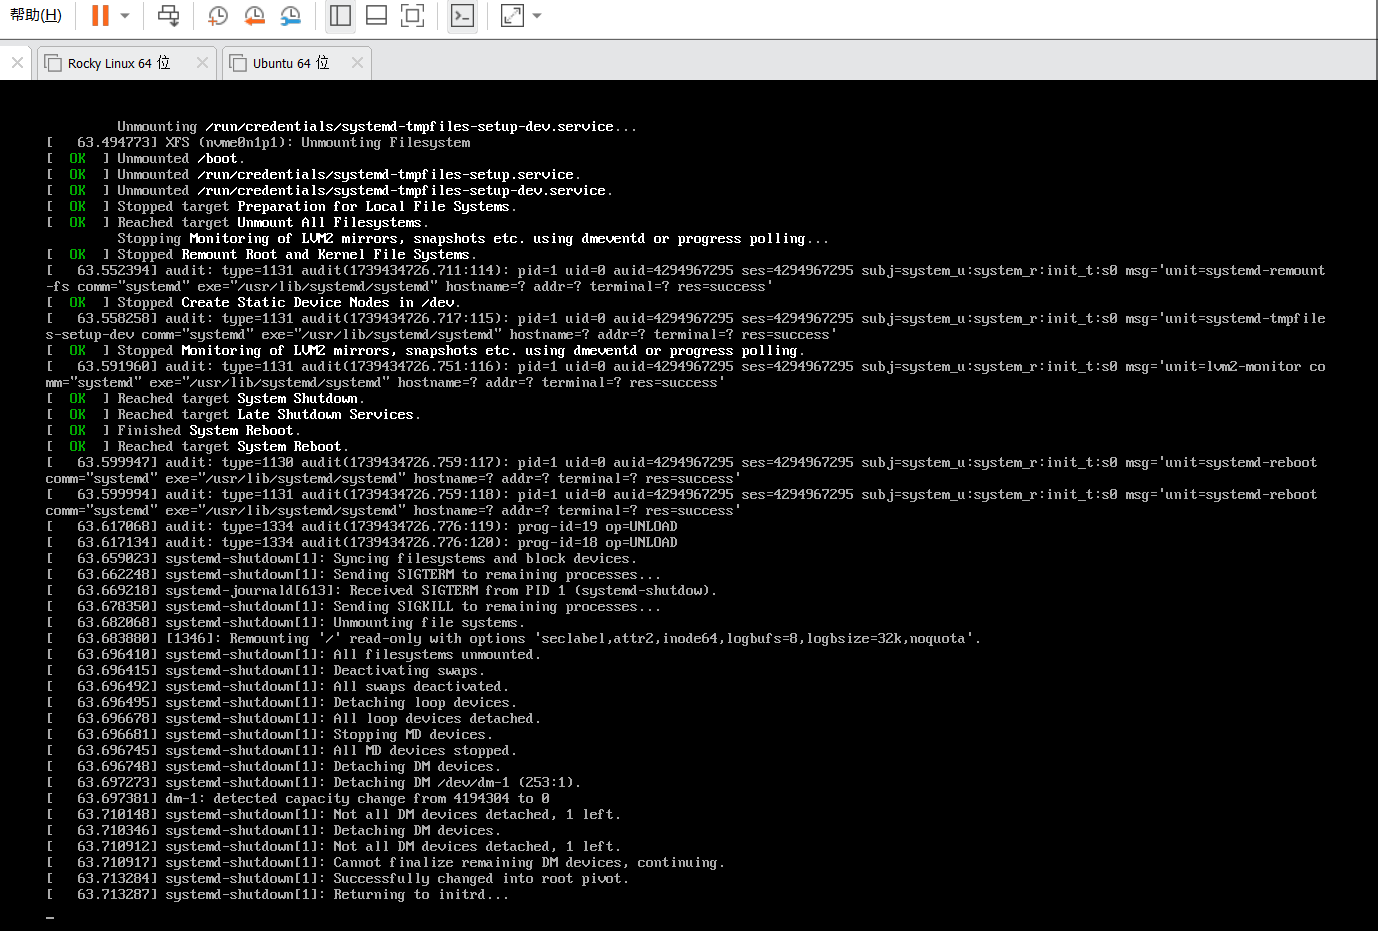 帮助(H)
Rocky Linux 64 位
Ubuntu 64 位
Unmounting /run/credentials/systemd-tmpfiles-setup-dev.service...
[   63.494773] XFS (nvme0n1p1): Unmounting Filesystem
[  OK  ] Unmounted /boot.
[  OK  ] Unmounted /run/credentials/systemd-tmpfiles-setup.service.
[  OK  ] Unmounted /run/credentials/systemd-tmpfiles-setup-dev.service.
[  OK  ] Stopped target Preparation for Local File Systems.
[  OK  ] Reached target Unmount All Filesystems.
Stopping Monitoring of LVM2 mirrors, snapshots etc. using dmeventd or progress polling...
[  OK  ] Stopped Remount Root and Kernel File Systems.
[   63.552394] audit: type=1131 audit(1739434726.711:114): pid=1 uid=0 auid=4294967295 ses=4294967295 subj=system_u:system_r:init_t:s0 msg='unit=systemd-remount
-fs comm="systemd" exe="/usr/lib/systemd/systemd" hostname=? addr=? terminal=? res=success'
[  OK  ] Stopped Create Static Device Nodes in /dev.
[   63.558258] audit: type=1131 audit(1739434726.717:115): pid=1 uid=0 auid=4294967295 ses=4294967295 subj=system_u:system_r:init_t:s0 msg='unit=systemd-tmpfile
s-setup-dev comm="systemd" exe="/usr/lib/systemd/systemd" hostname=? addr=? terminal=? res=success'
[  OK  ] Stopped Monitoring of LVM2 mirrors, snapshots etc. using dmeventd or progress polling.
[   63.591960] audit: type=1131 audit(1739434726.751:116): pid=1 uid=0 auid=4294967295 ses=4294967295 subj=system_u:system_r:init_t:s0 msg='unit=lvm2-monitor co
mm="systemd" exe="/usr/lib/systemd/systemd" hostname=? addr=? terminal=? res=success'
[  OK  ] Reached target System Shutdown.
[  OK  ] Reached target Late Shutdown Services.
[  OK  ] Finished System Reboot.
[  OK  ] Reached target System Reboot.
[   63.599947] audit: type=1130 audit(1739434726.759:117): pid=1 uid=0 auid=4294967295 ses=4294967295 subj=system_u:system_r:init_t:s0 msg='unit=systemd-reboot
comm="systemd" exe="/usr/lib/systemd/systemd" hostname=? addr=? terminal=? res=success'
[   63.599994] audit: type=1131 audit(1739434726.759:118): pid=1 uid=0 auid=4294967295 ses=4294967295 subj=system_u:system_r:init_t:s0 msg='unit=systemd-reboot
comm="systemd" exe="/usr/lib/systemd/systemd" hostname=? addr=? terminal=? res=success'
[   63.617068] audit: type=1334 audit(1739434726.776:119): prog-id=19 op=UNLOAD
[   63.617134] audit: type=1334 audit(1739434726.776:120): prog-id=18 op=UNLOAD
[   63.659023] systemd-shutdown[1]: Syncing filesystems and block devices.
[   63.662248] systemd-shutdown[1]: Sending SIGTERM to remaining processes...
[   63.669218] systemd-journald[613]: Received SIGTERM from PID 1 (systemd-shutdow).
[   63.678350] systemd-shutdown[1]: Sending SIGKILL to remaining processes...
[   63.682068] systemd-shutdown[1]: Unmounting file systems.
[   63.683880] [1346]: Remounting '/' read-only with options 'seclabel,attr2,inode64,logbufs=8,logbsize=32k,noquota'.
[   63.696410] systemd-shutdown[1]: All filesystems unmounted.
[   63.696415] systemd-shutdown[1]: Deactivating swaps.
[   63.696492] systemd-shutdown[1]: All swaps deactivated.
[   63.696495] systemd-shutdown[1]: Detaching loop devices.
[   63.696678] systemd-shutdown[1]: All loop devices detached.
[   63.696681] systemd-shutdown[1]: Stopping MD devices.
[   63.696745] systemd-shutdown[1]: All MD devices stopped.
[   63.696748] systemd-shutdown[1]: Detaching DM devices.
[   63.697273] systemd-shutdown[1]: Detaching DM /dev/dm-1 (253:1).
[   63.697381] dm-1: detected capacity change from 4194304 to 0
[   63.710148] systemd-shutdown[1]: Not all DM devices detached, 1 left.
[   63.710346] systemd-shutdown[1]: Detaching DM devices.
[   63.710912] systemd-shutdown[1]: Not all DM devices detached, 1 left.
[   63.710917] systemd-shutdown[1]: Cannot finalize remaining DM devices, continuing.
[   63.713284] systemd-shutdown[1]: Successfully changed into root pivot.
[   63.713287] systemd-shutdown[1]: Returning to initrd...